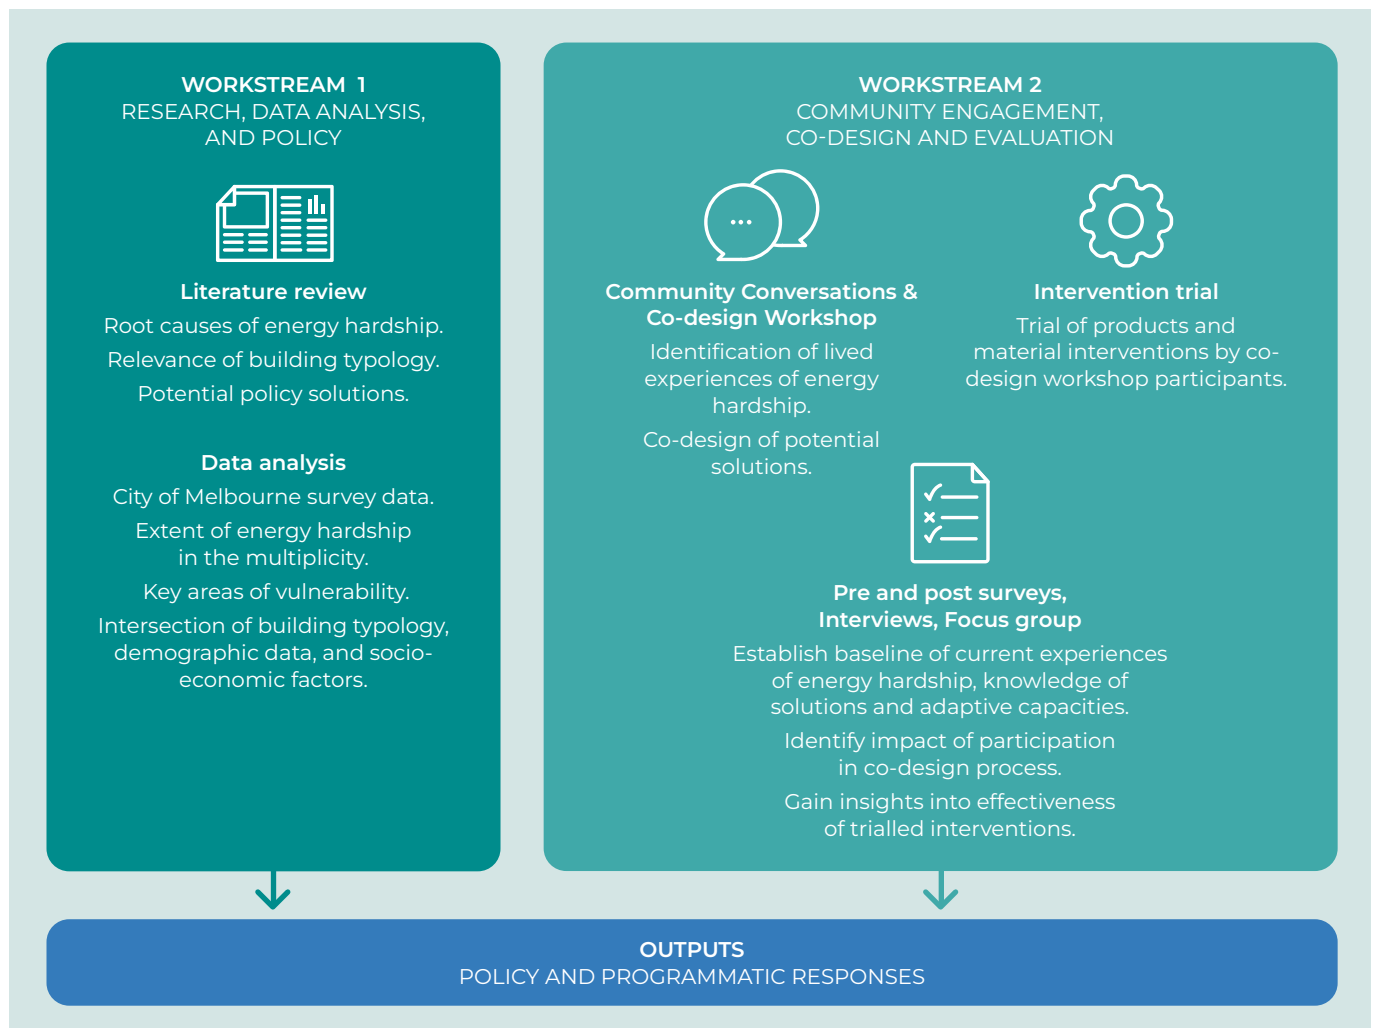 WORKSTREAM 1
RESEARCH, DATA ANALYSIS,
AND POLICY
Literature review
Root causes of energy hardship.
Relevance of building typology.
Potential policy solutions.
Data analysis
City of Melbourne survey data.
Extent of energy hardship
in the multiplicity.
Key areas of vulnerability.
Intersection of building typology,
demographic data, and socio-
economic factors.
WORKSTREAM 2
COMMUNITY ENGAGEMENT,
CO-DESIGN AND EVALUATION
Community Conversations &
Co-design Workshop
Identification of lived
experiences of energy
hardship.
Co-design of potential
solutions.
Intervention trial
Trial of products and
material interventions by co-
design workshop participants.
Pre and post surveys,
Interviews, Focus group
Establish baseline of current experiences
of energy hardship, knowledge of
solutions and adaptive capacities.
Identify impact of participation
in co-design process.
Gain insights into effectiveness
of trialled interventions.
OUTPUTS
POLICY AND PROGRAMMATIC RESPONSES